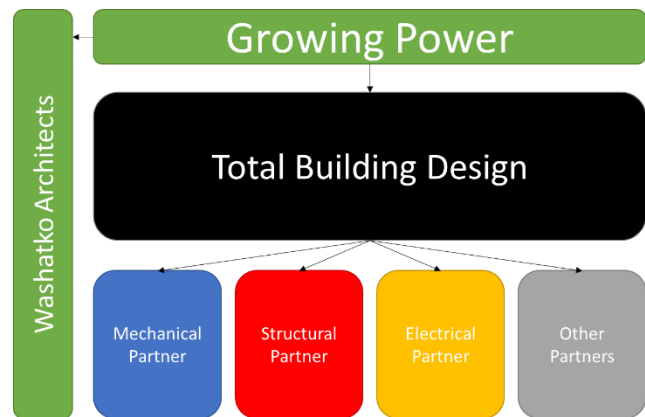 Growing Power
Washatko Architects
Total Building Design
Mechanical
Partner
Structural
Partner
Electrical
Partner
Other
Partners